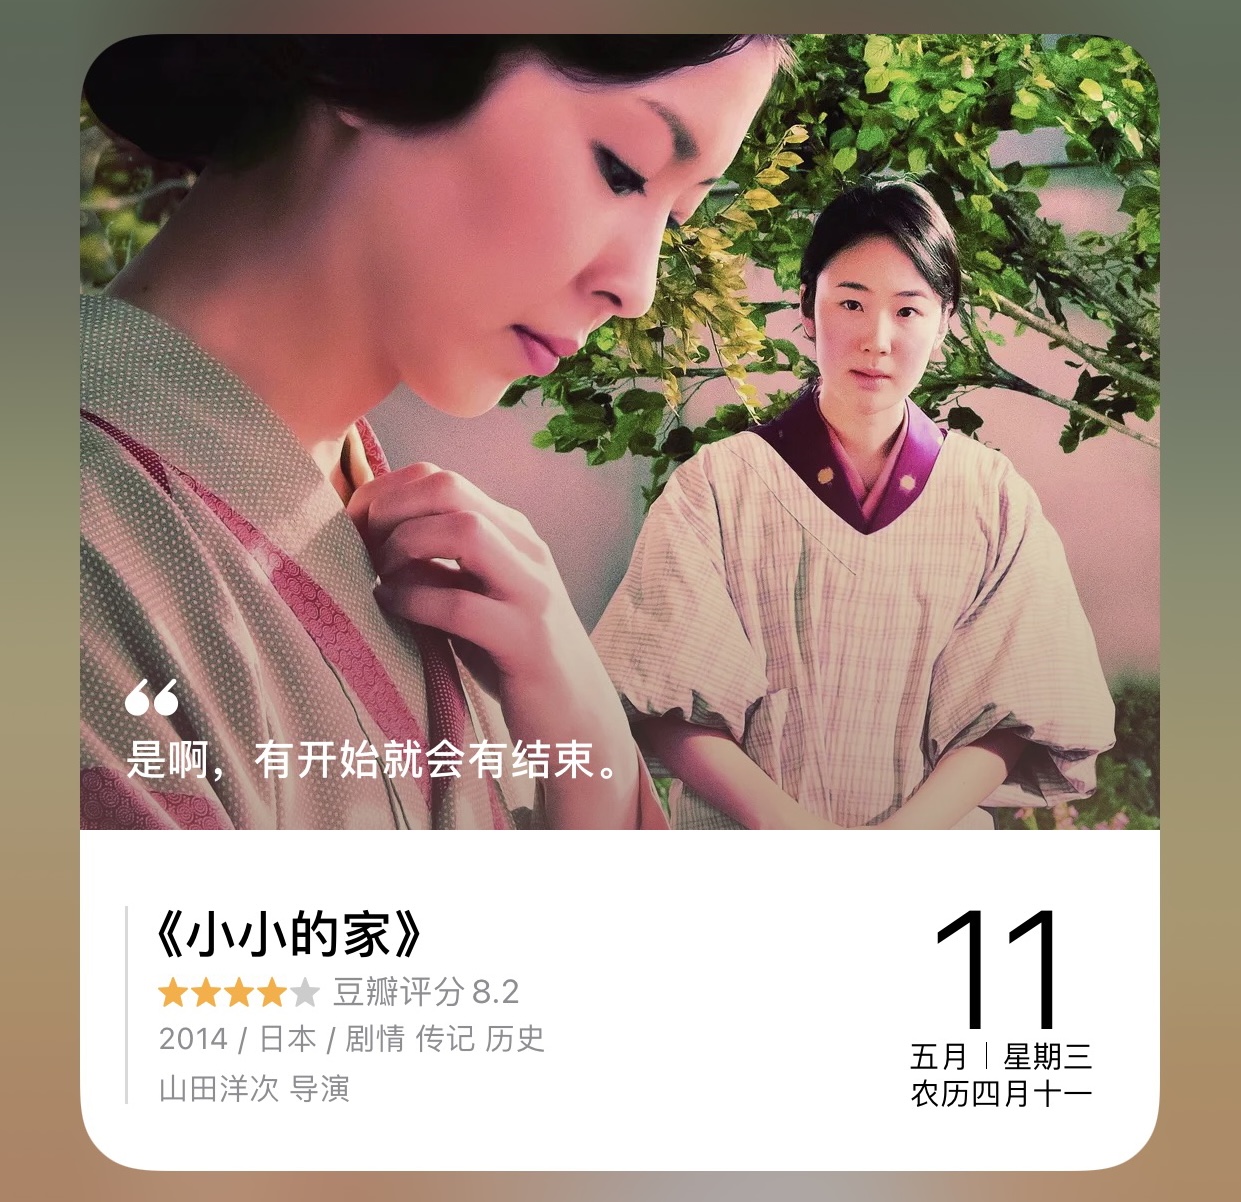 “
是啊，有开始就会有结束。
《小小的家》
豆瓣评分 8.2
2014 / 日本 / 剧情 传记 历史
山田洋次 导演
11
五月｜星期三
农历四月十一